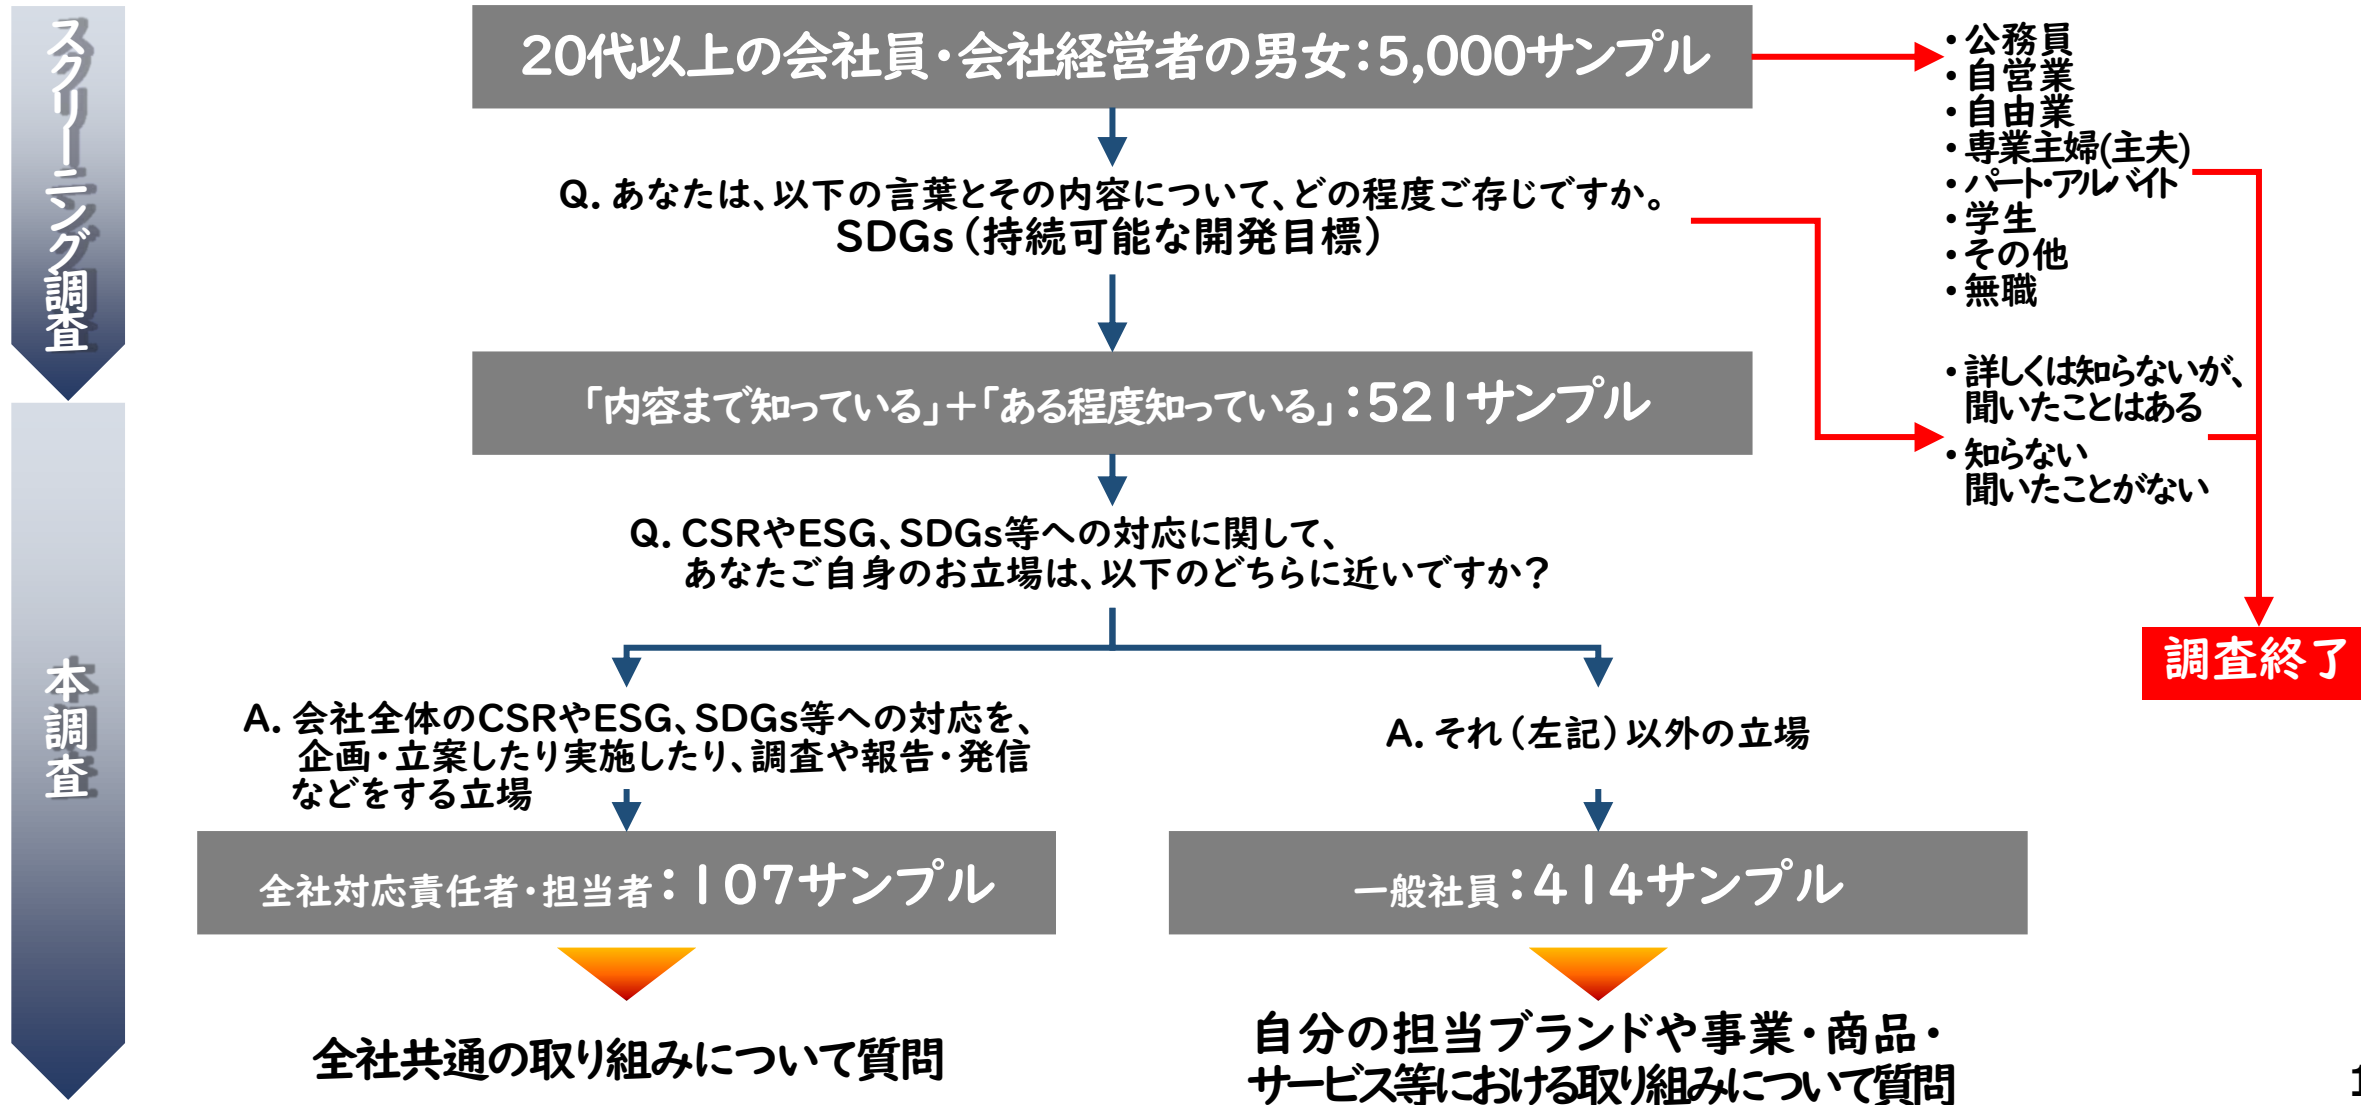 スクリーニング調査
20代以上の会社員・会社経営者の男女：5,000サンプル
・公務員
・自営業
・自由業
・専業主婦(主夫)
・パート・アルバイト
・学生
・その他
・無職
Q. あなたは、以下の言葉とその内容について、どの程度ご存じですか。
SDGs（持続可能な開発目標）
「内容まで知っている」＋「ある程度知っている」：521サンプル
・詳しくは知らないが、
聞いたことはある
・知らない
聞いたことがない
本調査
Q. CSRやESG、SDGs等への対応に関して、
あなたご自身のお立場は、以下のどちらに近いですか？
調査終了
A. 会社全体のCSRやESG、SDGs等への対応を、
企画・立案したり実施したり、調査や報告・発信
などをする立場
A. それ（左記）以外の立場
全社対応責任者・担当者：107サンプル
一般社員：414サンプル
全社共通の取り組みについて質問
自分の担当ブランドや事業・商品・
サービス等における取り組みについて質問